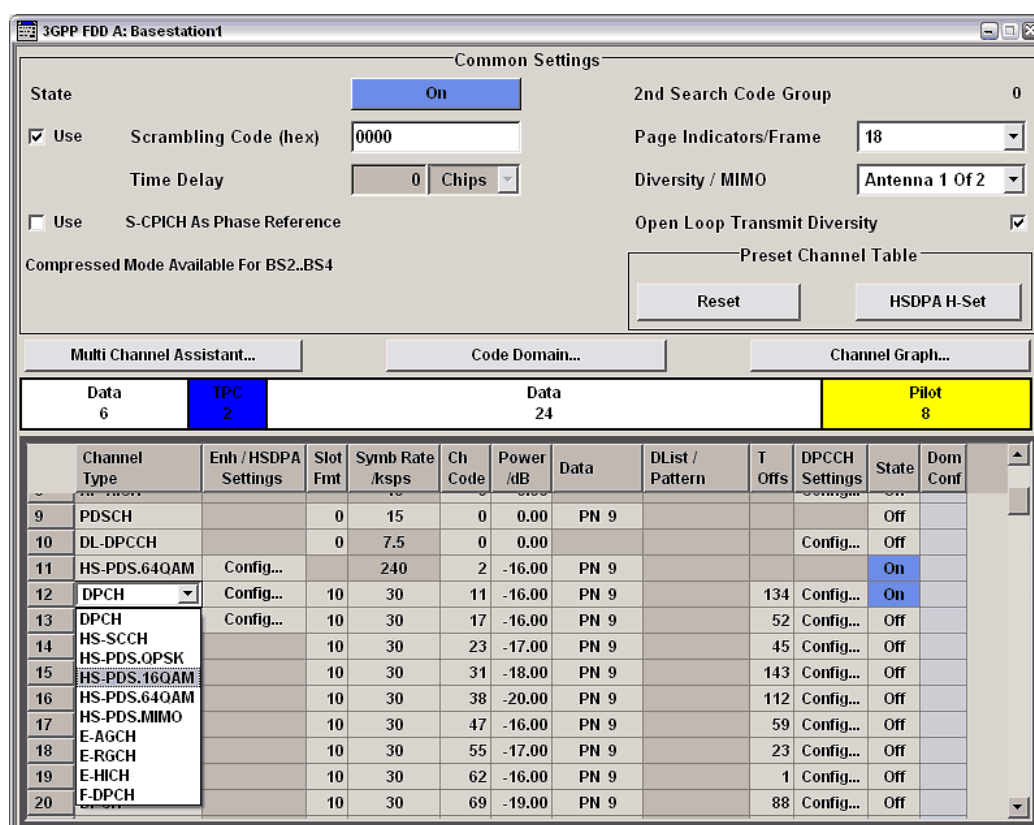 3GPP FDD A: Basestation1
Common Settings
State On 2nd Search Code Group 0
Use Scrambling Code (hex) 0000 Page Indicators/Frame 18
Time Delay 0 Chips Diversity / MIMO Antenna 1 Of 2
Use S-CPICH As Phase Reference Open Loop Transmit Diversity
Compressed Mode Available For BS2..BS4 Preset Channel Table
Reset HSDPA H-Set
Multi Channel Assistant... Code Domain... Channel Graph...
Data TPC Data Pilot
6 2 24 8
Channel Enh / HSDPA Slot Symb Rate Ch Power Data DList / T DPCCH State Dom
Type Settings Fmt /ksps Code /dB Pattern Offs Settings Conf
9 PDSCH 0 15 0 0.00 PN 9 Off
10 DL-DPCCH 0 7.5 0 0.00 Config... Off
11 HS-PDS.64QAM Config... 240 2 -16.00 PN 9 On
12 DPCH Config... 10 30 11 -16.00 PN 9 134 Config... On
13 DPCH Config... 10 30 17 -16.00 PN 9 52 Config... Off
14 HS-SCCH 10 30 23 -17.00 PN 9 45 Config... Off
HS-PDS.QPSK
15 HS-PDS.16QAM 10 30 31 -18.00 PN 9 143 Config... Off
16 HS-PDS.64QAM 10 30 38 -20.00 PN 9 112 Config... Off
17 HS-PDS.MIMO 10 30 47 -16.00 PN 9 59 Config... Off
E-AGCH
18 E-RGCH 10 30 55 -17.00 PN 9 23 Config... Off
19 E-HICH 10 30 62 -16.00 PN 9 1 Config... Off
20 F-DPCH 10 30 69 -19.00 PN 9 88 Config... Off